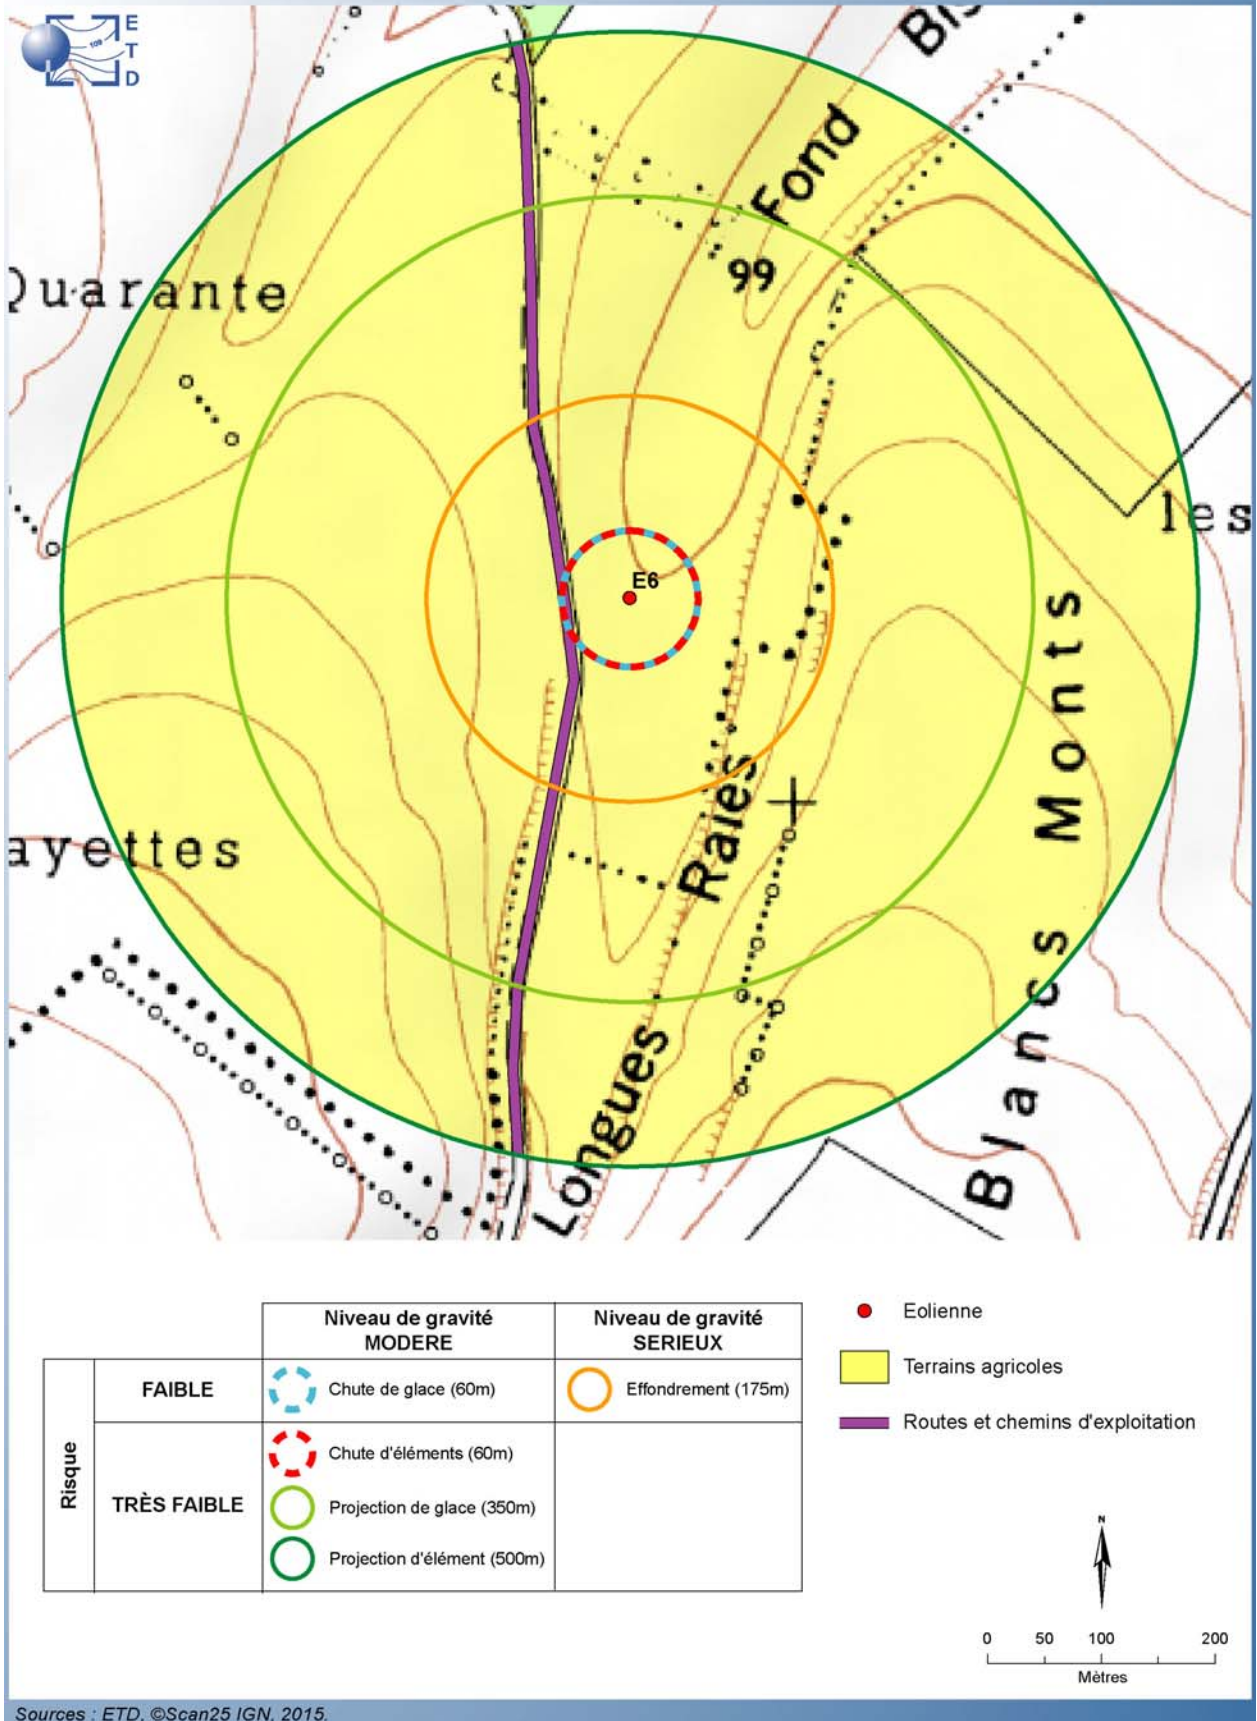 E
T
D
109
Fond
99
Quarante
les
E6
Blancs Monts
Raies
Longues
ayettes
Niveau de gravité
MODERE
Niveau de gravité
SERIEUX
Risque
FAIBLE
Chute de glace (60m)
Effondrement (175m)
TRÈS FAIBLE
Chute d'éléments (60m)
Projection de glace (350m)
Projection d'élément (500m)
Eolienne
Terrains agricoles
Routes et chemins d'exploitation
N
0 50 100 200
Mètres
Sources : ETD, ©Scan25 IGN, 2015.